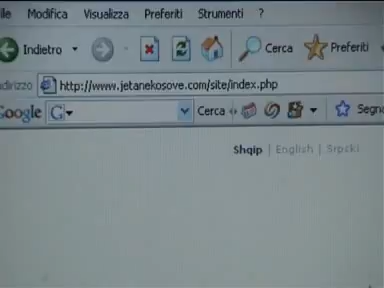 ile Modifica Visualizza Preferiti Strumenti ?
Indietro Cerca Preferiti
ndirizzo http://www.jetanekosove.com/site/index.php
Google G Cerca Segn
Shqip | English | Srpski